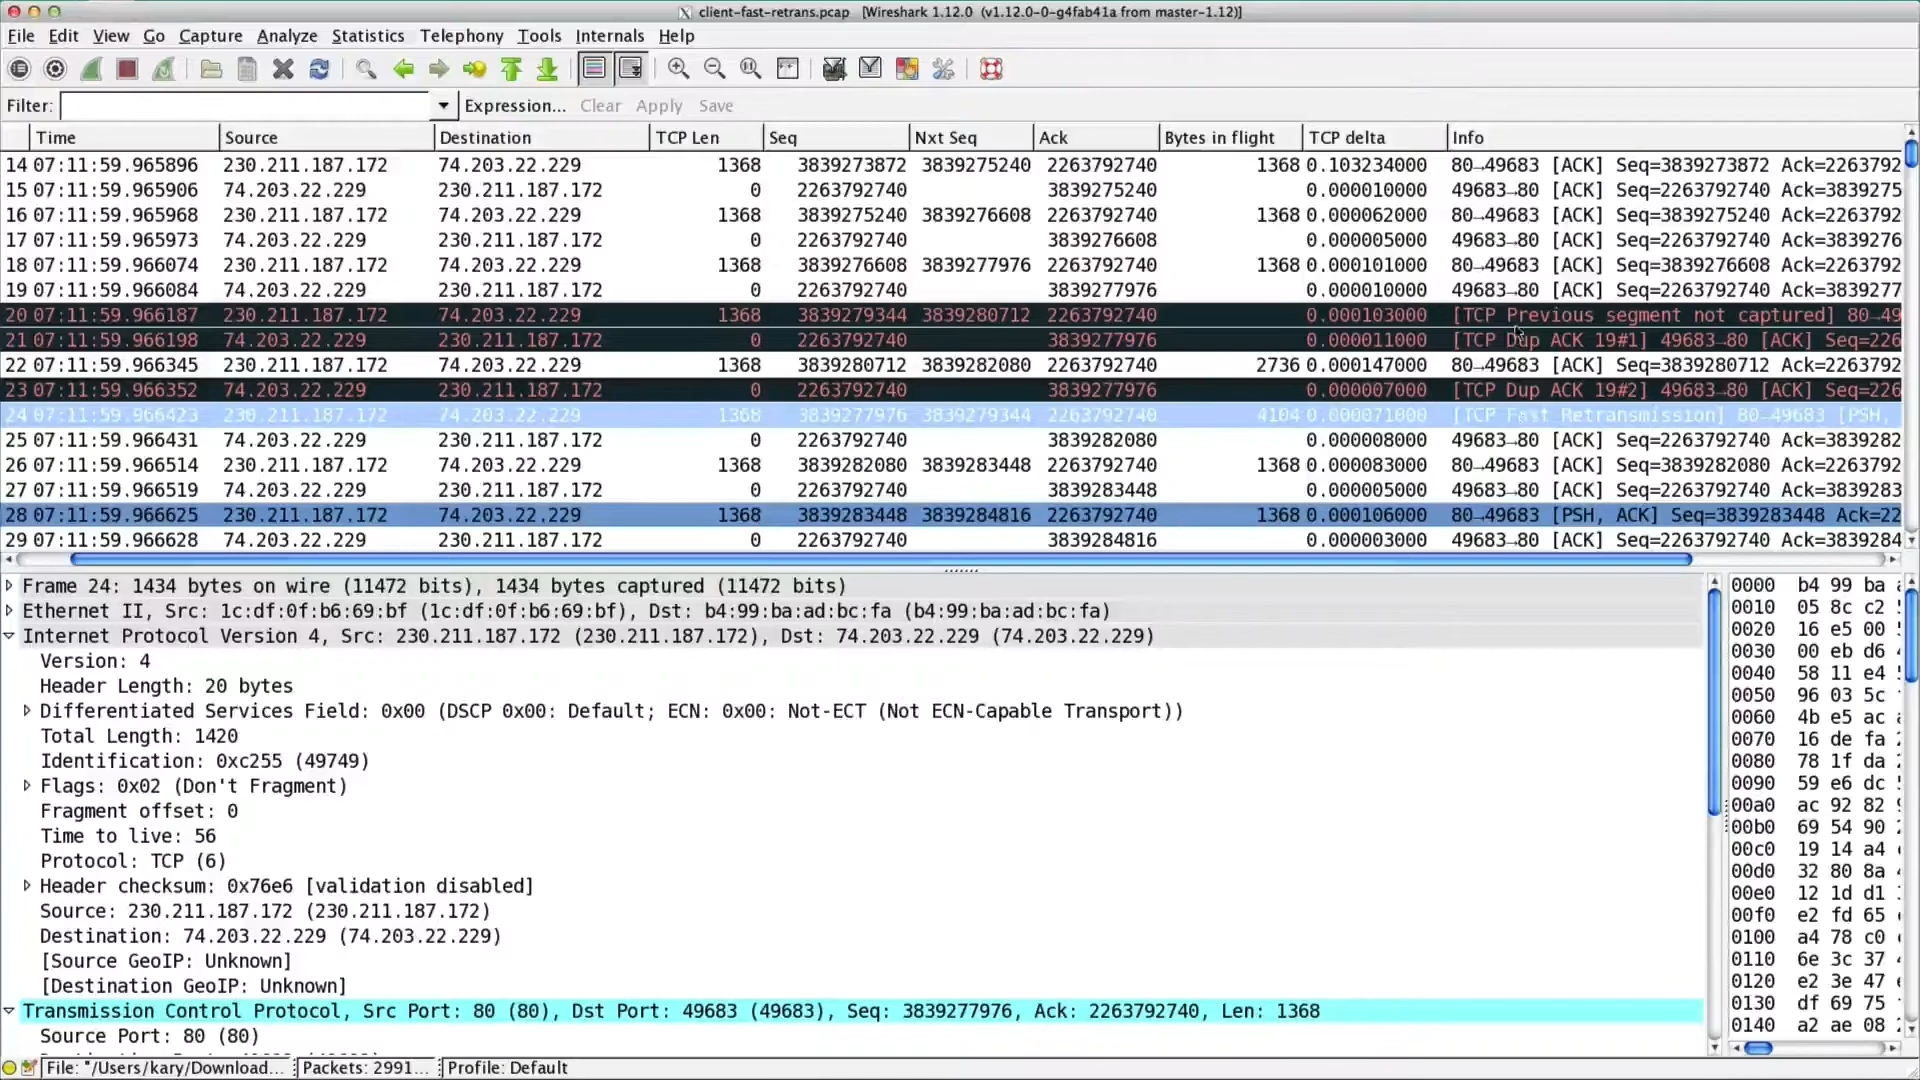 client-fast-retrans.pcap   [Wireshark 1.12.0  (v1.12.0-0-g4fab41a from master-1.12)]
File Edit View Go Capture Analyze Statistics Telephony Tools Internals Help
Filter: Expression... Clear Apply Save
Time Source Destination TCP Len Seq Nxt Seq Ack Bytes in flight TCP delta Info
14 07:11:59.965896 230.211.187.172 74.203.22.229 1368 3839273872 3839275240 2263792740 1368 0.103234000 80→49683 [ACK] Seq=3839273872 Ack=2263792
15 07:11:59.965906 74.203.22.229 230.211.187.172 0 2263792740 3839275240 0.000010000 49683→80 [ACK] Seq=2263792740 Ack=3839275
16 07:11:59.965968 230.211.187.172 74.203.22.229 1368 3839275240 3839276608 2263792740 1368 0.000062000 80→49683 [ACK] Seq=3839275240 Ack=2263792
17 07:11:59.965973 74.203.22.229 230.211.187.172 0 2263792740 3839276608 0.000005000 49683→80 [ACK] Seq=2263792740 Ack=3839276
18 07:11:59.966074 230.211.187.172 74.203.22.229 1368 3839276608 3839277976 2263792740 1368 0.000101000 80→49683 [ACK] Seq=3839276608 Ack=2263792
19 07:11:59.966084 74.203.22.229 230.211.187.172 0 2263792740 3839277976 0.000010000 49683→80 [ACK] Seq=2263792740 Ack=3839277
20 07:11:59.966187 230.211.187.172 74.203.22.229 1368 3839279344 3839280712 2263792740 0.000103000 [TCP Previous segment not captured] 80→49
21 07:11:59.966198 74.203.22.229 230.211.187.172 0 2263792740 3839277976 0.000011000 [TCP Dup ACK 19#1] 49683→80 [ACK] Seq=226
22 07:11:59.966345 230.211.187.172 74.203.22.229 1368 3839280712 3839282080 2263792740 2736 0.000147000 80→49683 [ACK] Seq=3839280712 Ack=2263792
23 07:11:59.966352 74.203.22.229 230.211.187.172 0 2263792740 3839277976 0.000007000 [TCP Dup ACK 19#2] 49683→80 [ACK] Seq=226
24 07:11:59.966423 230.211.187.172 74.203.22.229 1368 3839277976 3839279344 2263792740 4104 0.000071000 [TCP Fast Retransmission] 80→49683 [PSH,
25 07:11:59.966431 74.203.22.229 230.211.187.172 0 2263792740 3839282080 0.000008000 49683→80 [ACK] Seq=2263792740 Ack=3839282
26 07:11:59.966514 230.211.187.172 74.203.22.229 1368 3839282080 3839283448 2263792740 1368 0.000083000 80→49683 [ACK] Seq=3839282080 Ack=2263792
27 07:11:59.966519 74.203.22.229 230.211.187.172 0 2263792740 3839283448 0.000005000 49683→80 [ACK] Seq=2263792740 Ack=3839283
28 07:11:59.966625 230.211.187.172 74.203.22.229 1368 3839283448 3839284816 2263792740 1368 0.000106000 80→49683 [PSH, ACK] Seq=3839283448 Ack=22
29 07:11:59.966628 74.203.22.229 230.211.187.172 0 2263792740 3839284816 0.000003000 49683→80 [ACK] Seq=2263792740 Ack=3839284
Frame 24: 1434 bytes on wire (11472 bits), 1434 bytes captured (11472 bits)
Ethernet II, Src: 1c:df:0f:b6:69:bf (1c:df:0f:b6:69:bf), Dst: b4:99:ba:ad:bc:fa (b4:99:ba:ad:bc:fa)
Internet Protocol Version 4, Src: 230.211.187.172 (230.211.187.172), Dst: 74.203.22.229 (74.203.22.229)
Version: 4
Header Length: 20 bytes
Differentiated Services Field: 0x00 (DSCP 0x00: Default; ECN: 0x00: Not-ECT (Not ECN-Capable Transport))
Total Length: 1420
Identification: 0xc255 (49749)
Flags: 0x02 (Don't Fragment)
Fragment offset: 0
Time to live: 56
Protocol: TCP (6)
Header checksum: 0x76e6 [validation disabled]
Source: 230.211.187.172 (230.211.187.172)
Destination: 74.203.22.229 (74.203.22.229)
[Source GeoIP: Unknown]
[Destination GeoIP: Unknown]
Transmission Control Protocol, Src Port: 80 (80), Dst Port: 49683 (49683), Seq: 3839277976, Ack: 2263792740, Len: 1368
Source Port: 80 (80)
0000 b4 99 ba
0010 05 8c c2
0020 16 e5 00
0030 00 eb d6
0040 58 11 e4
0050 96 03 5c
0060 4b e5 ac
0070 16 de fa
0080 78 1f da
0090 59 e6 dc
00a0 ac 92 82
00b0 69 54 90
00c0 19 14 a4
00d0 32 80 8a
00e0 12 1d d1
00f0 e2 fd 65
0100 a4 78 c0
0110 6e 3c 37
0120 e2 3e 47
0130 df 69 75
0140 a2 ae 08
File: "/Users/kary/Download... Packets: 2991... Profile: Default